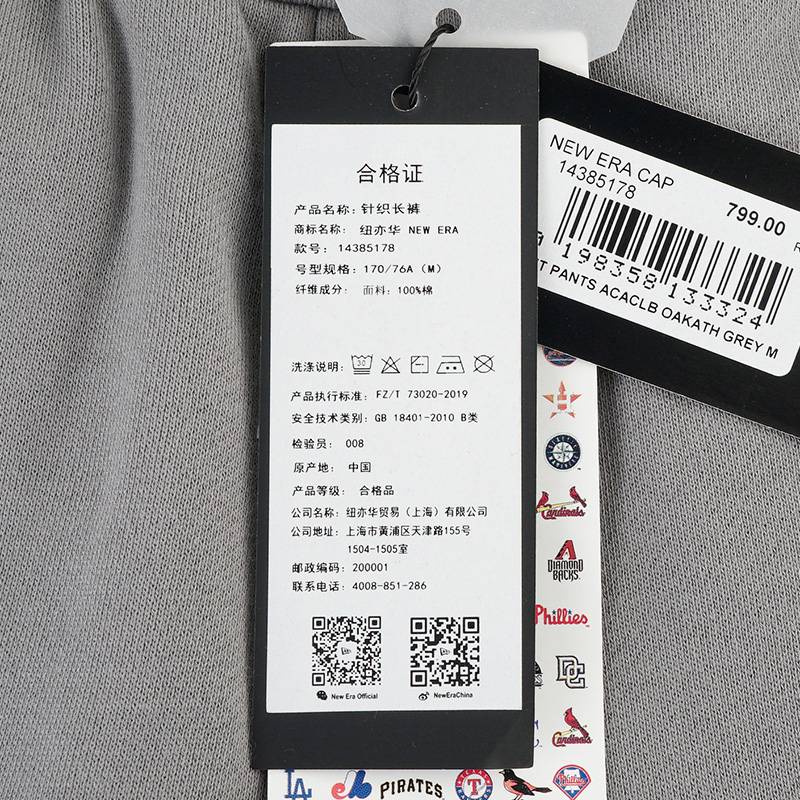 合格证
产品名称：针织长裤
商标名称： 纽亦华 NEW ERA
款号：14385178
号型规格：170/76A（M）
纤维成分： 面料：100%棉
洗涤说明： 30
产品执行标准： FZ/T 73020-2019
安全技术类别： GB 18401-2010 B类
检验员： 008
原产地： 中国
产品等级： 合格品
公司名称：纽亦华贸易（上海）有限公司
公司地址：上海市黄浦区天津路155号
1504-1505室
邮政编码：200001
联系电话：4008-851-286
New Era Official
NewEraChina
NEW ERA CAP
14385178
799.00
198358 133324
T PANTS ACACLB OAKATH GREY M
Cardinals
DIAMOND
BACKS
Phillies
DC
Cardinals
LA
PIRATES
TEXAS
Phillies